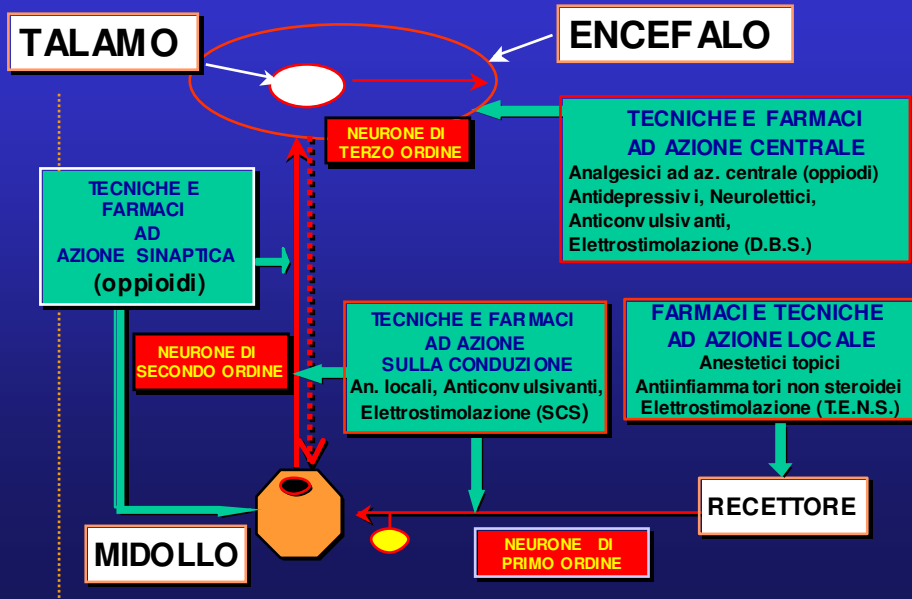 TALAMO
ENCEFALO
NEURONE DI
TERZO ORDINE
TECNICHE E FARMACI
AD AZIONE CENTRALE
Analgesici ad az. centrale (oppiodi)
Antidepressivi, Neurolettici,
Anticonvulsivanti,
Elettrostimolazione (D.B.S.)
TECNICHE E
FARMACI
AD
AZIONE SINAPTICA
(oppioidi)
NEURONE DI
SECONDO ORDINE
TECNICHE E FARMACI
AD AZIONE
SULLA CONDUZIONE
An. locali, Anticonvulsivanti,
Elettrostimolazione (SCS)
FARMACI E TECNICHE
AD AZIONE LOCALE
Anestetici topici
Antiinfiammatori non steroidei
Elettrostimolazione (T.E.N.S.)
RECETTORE
MIDOLLO
NEURONE DI
PRIMO ORDINE